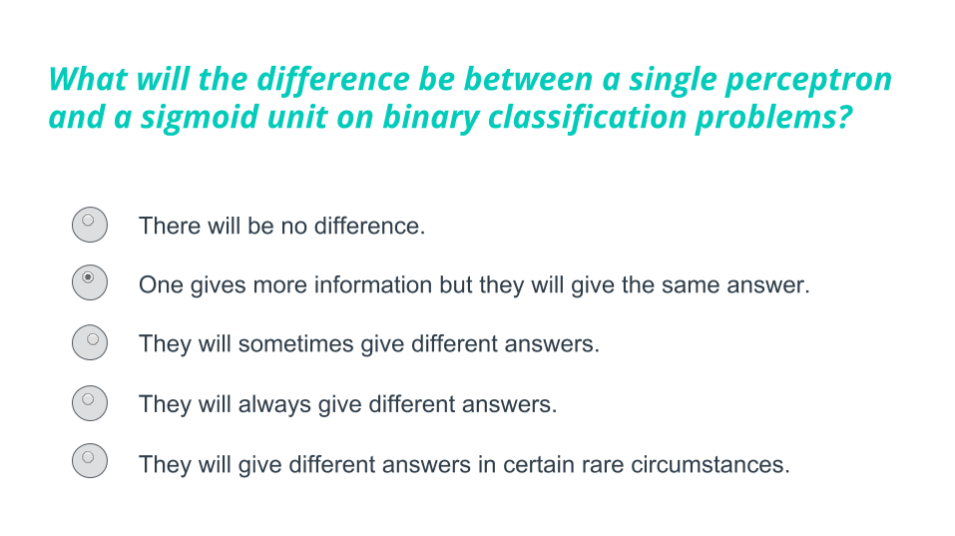 What will the difference be between a single perceptron
and a sigmoid unit on binary classification problems?
There will be no difference.
One gives more information but they will give the same answer.
They will sometimes give different answers.
They will always give different answers.
They will give different answers in certain rare circumstances.